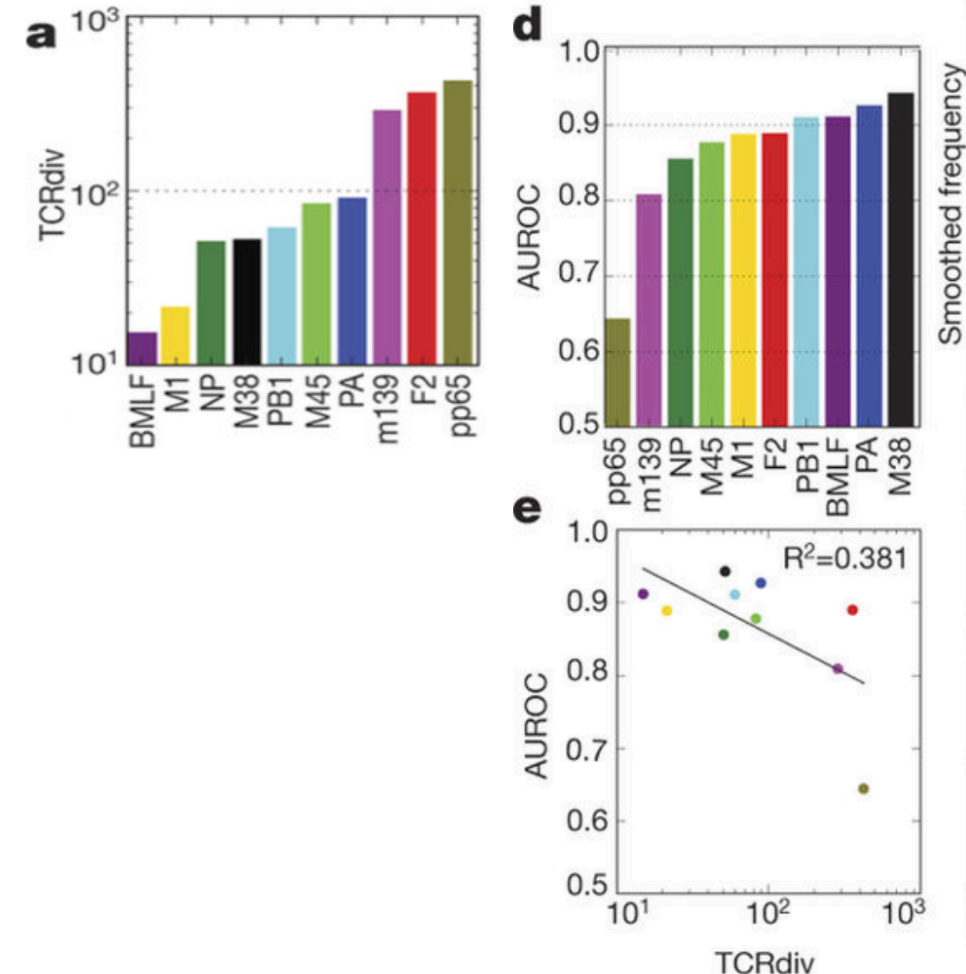 a
TCRdiv
10³
10²
10¹
BMLF
M1
NP
M38
PB1
M45
PA
m139
F2
pp65
d
AUROC
1.0
0.9
0.8
0.7
0.6
0.5
pp65
m139
NP
M45
M1
F2
PB1
BMLF
PA
M38
Smoothed frequency
e
AUROC
1.0
0.9
0.8
0.7
0.6
0.5
R²=0.381
10¹ 10² 10³
TCRdiv